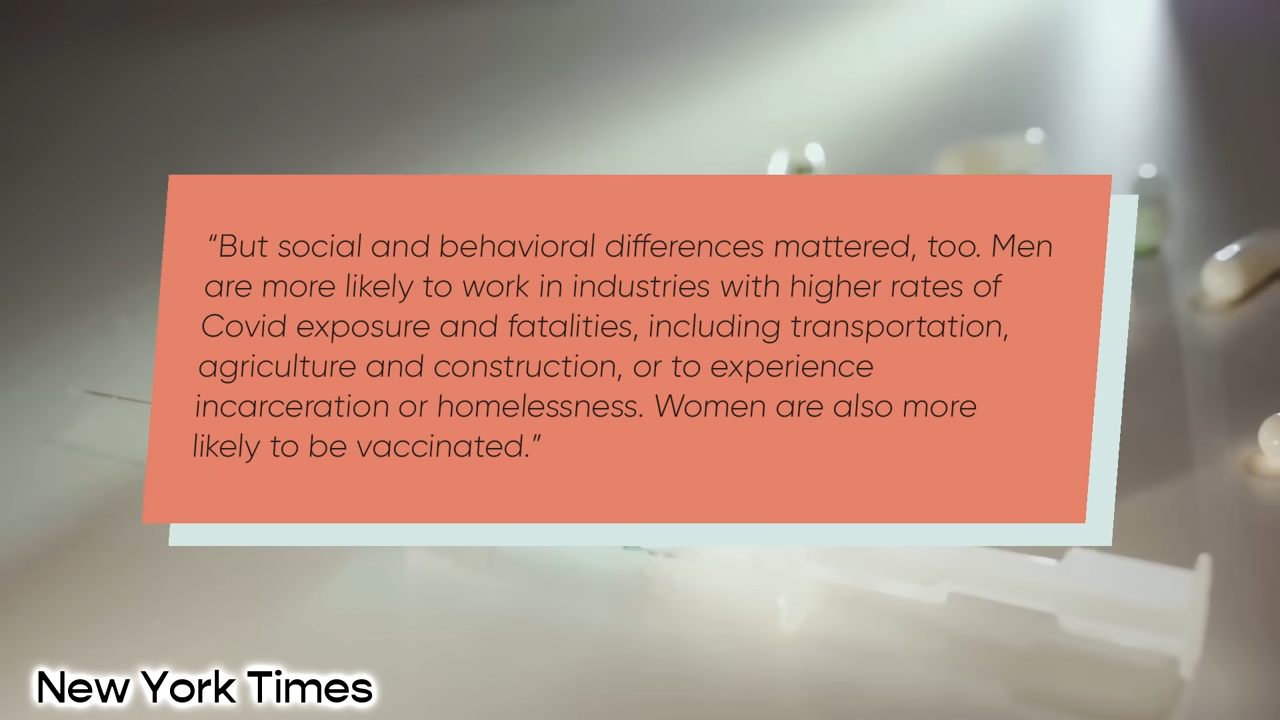 “But social and behavioral differences mattered, too. Men
are more likely to work in industries with higher rates of
Covid exposure and fatalities, including transportation,
agriculture and construction, or to experience
incarceration or homelessness. Women are also more
likely to be vaccinated.”
New York Times